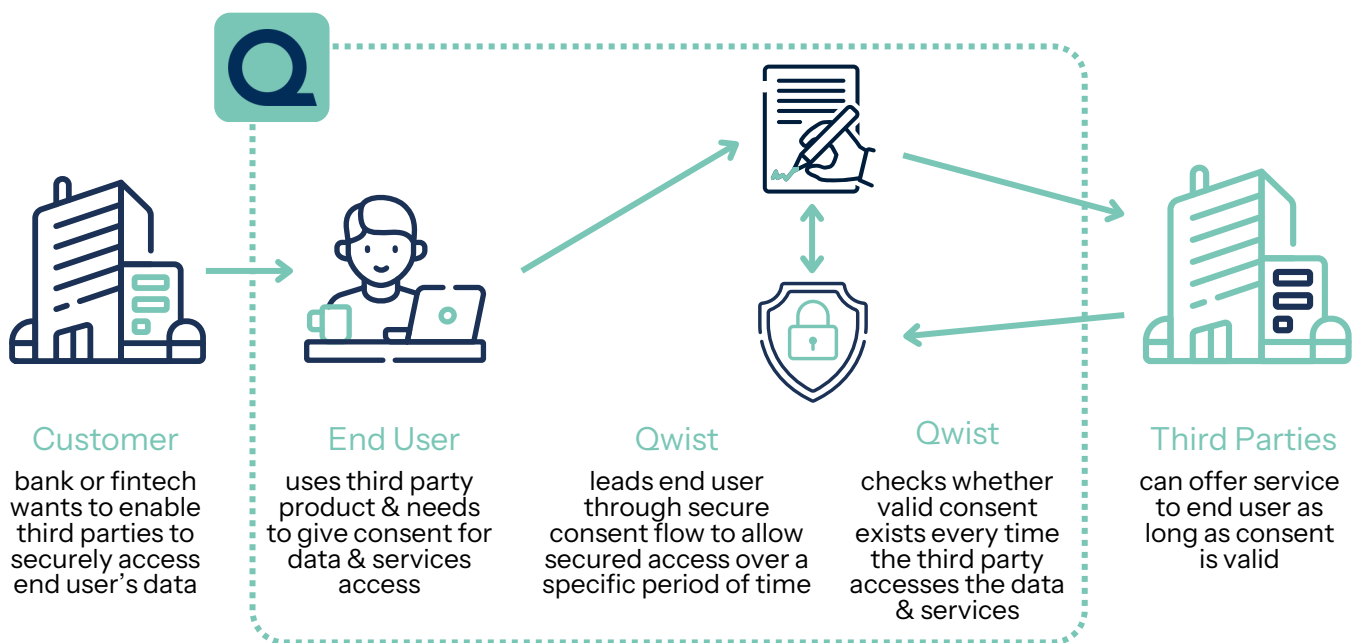 Customer
bank or fintech
wants to enable
third parties to
securely access
end user’s data
End User
uses third party
product & needs
to give consent for
data & services
access
Qwist
leads end user
through secure
consent flow to allow
secured access over a
specific period of time
Qwist
checks whether
valid consent
exists every time
the third party
accesses the data
& services
Third Parties
can offer service
to end user as
long as consent
is valid